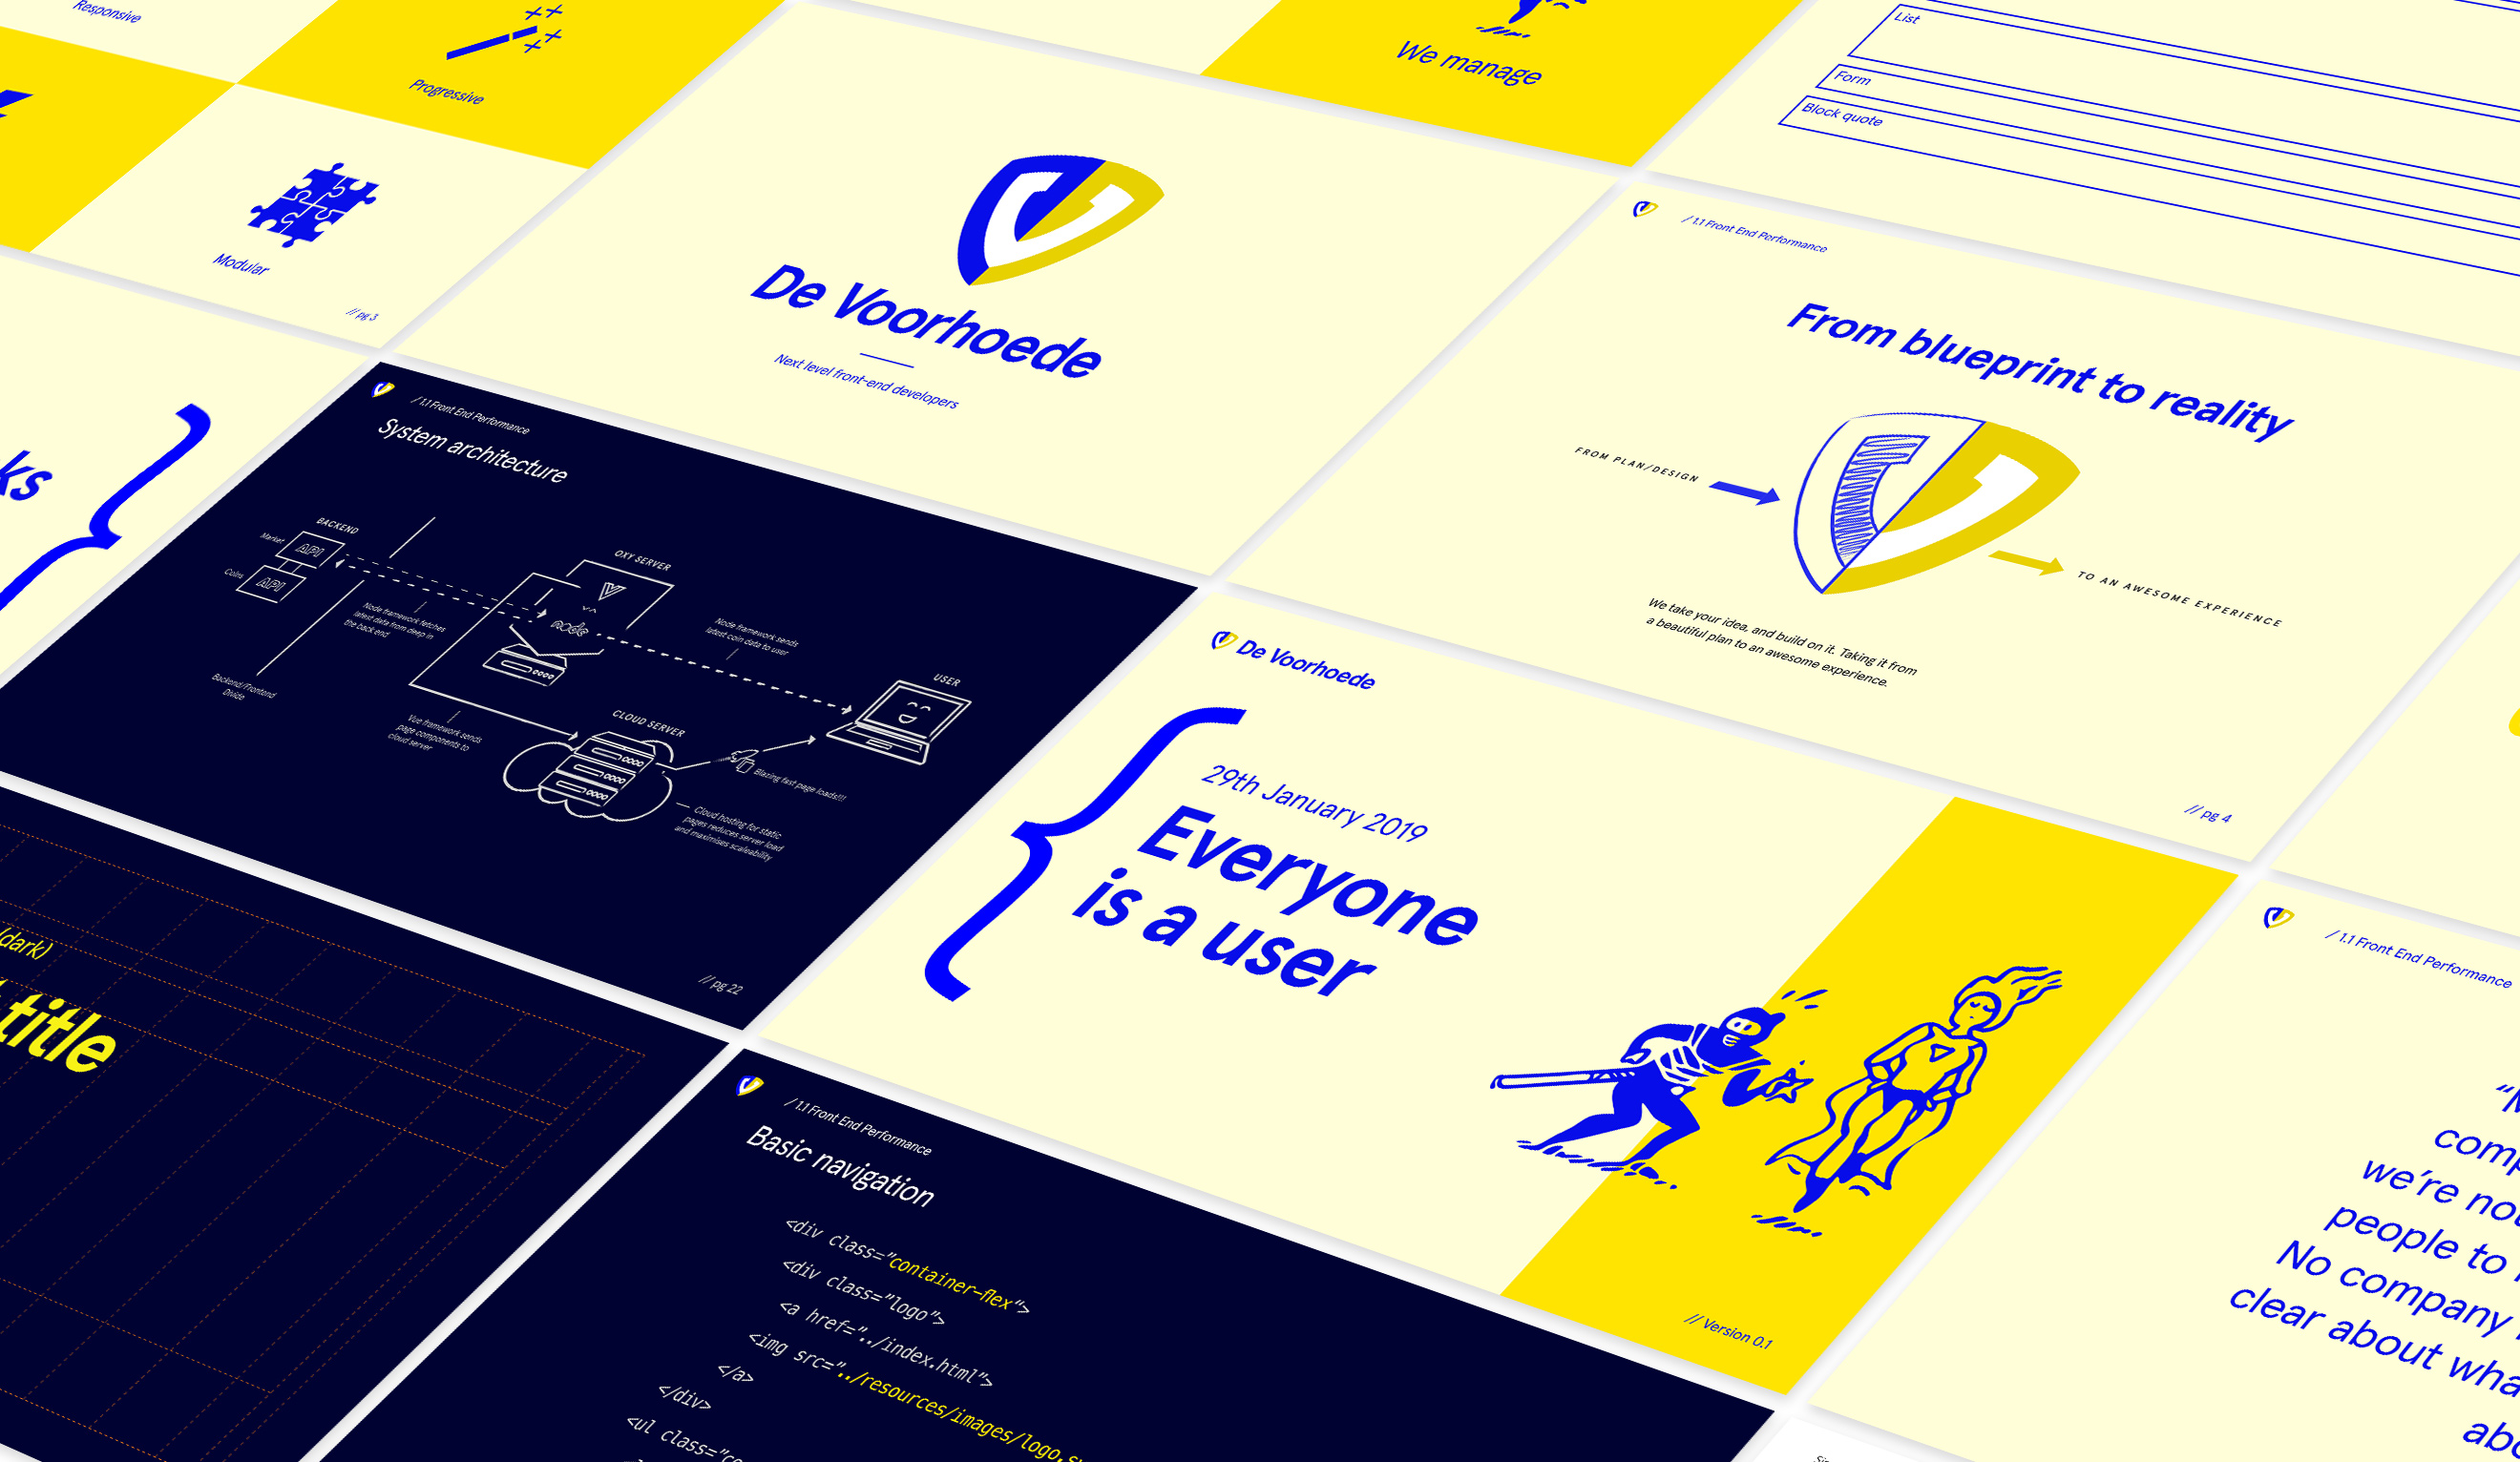 Responsive
Progressive
Modular
// pg 3
We manage
List
Form
Block quote
De Voorhoede
Next level front-end developers
/ 1.1 Front End Performance
From blueprint to reality
FROM PLAN/DESIGN
TO AN AWESOME EXPERIENCE
We take your idea, and build on it. Taking it from
a beautiful plan to an awesome experience.
// pg 4
ks
/ 1.1 Front End Performance
System architecture
BACKEND
Market
API
Coins
API
OXY SERVER
node
Node framework fetches
latest data from deep in
the back end
Node framework sends
latest coin data to user
USER
Backend/Frontend
Divide
Vue framework sends
page components to
cloud server
CLOUD SERVER
Blazing fast page loads!!!
Cloud hosting for static
pages reduces server load
and maximises scaleability
// pg 22
De Voorhoede
29th January 2019
Everyone
is a user
// Version 0.1
(dark)
title
/ 1.1 Front End Performance
Basic navigation
<div class="container-flex">
<div class="logo">
<a href="../index.html">
<img src="../resources/images/logo.s
</a>
</div>
<ul class="co
/ 1.1 Front End Performance
comp
we're not
people to
No company
clear about wha
abo